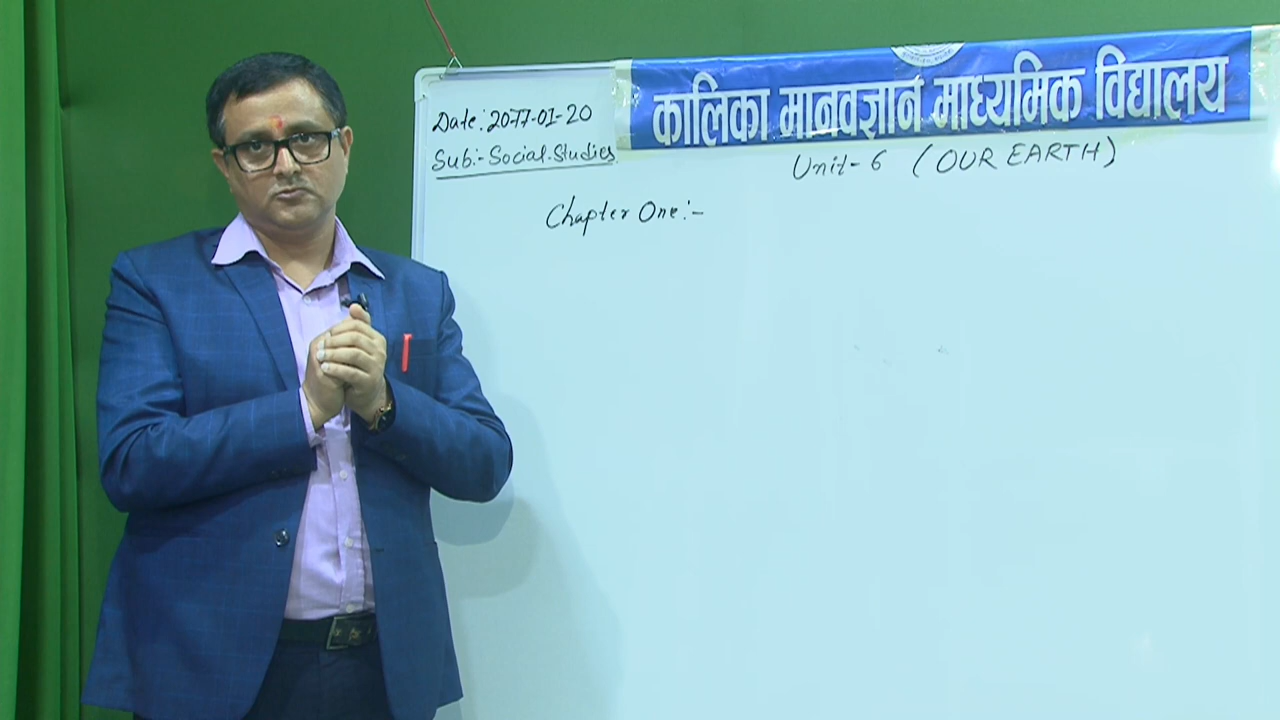 कालिका मानवज्ञान माध्यमिक विद्यालय
Date: 2077-01-20
Sub:- Social Studies
Unit- 6 (OUR EARTH)
Chapter One:-